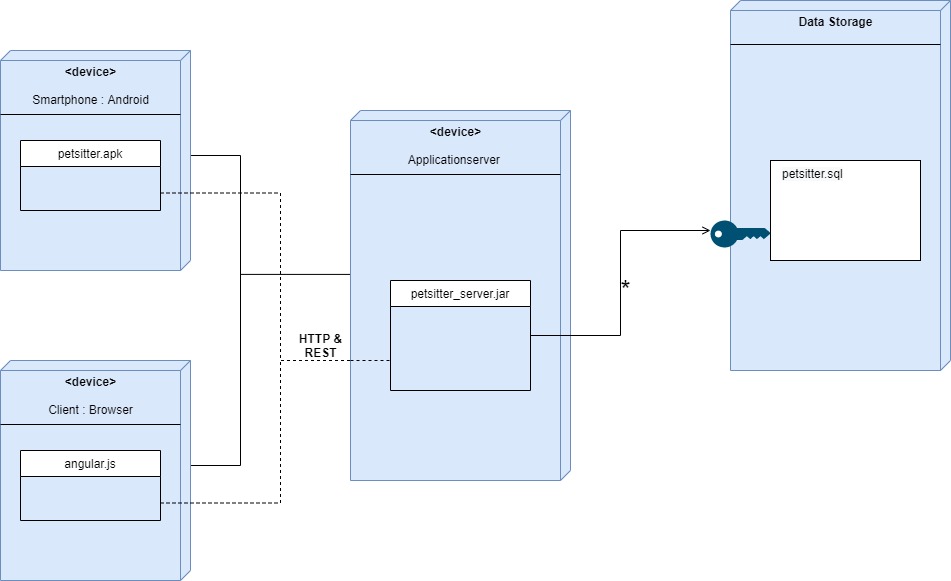 Data Storage
<device>
Smartphone : Android
petsitter.apk
<device>
Applicationserver
petsitter.sql
petsitter_server.jar
*
HTTP &
REST
<device>
Client : Browser
angular.js